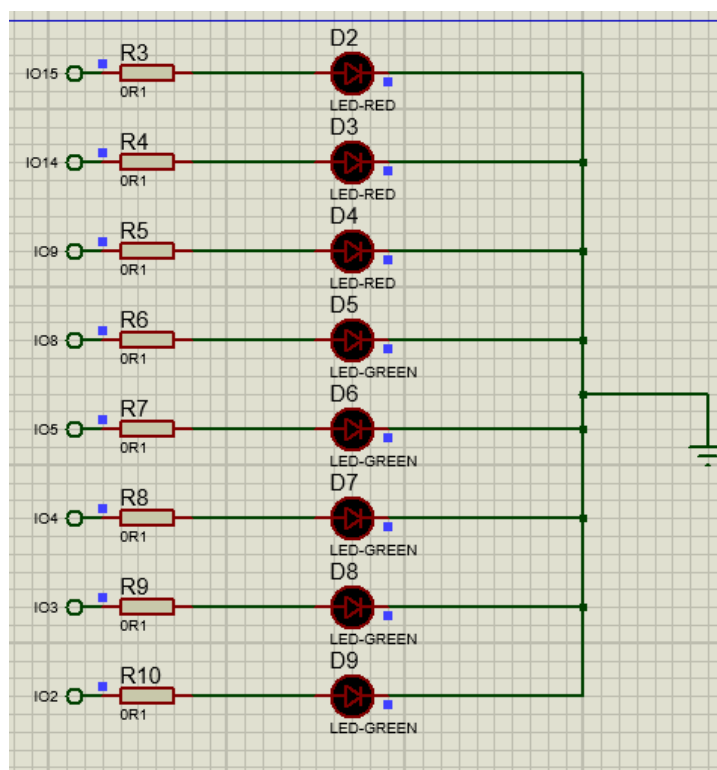 D2
R3
IO15
0R1
LED-RED
D3
R4
IO14
0R1
LED-RED
D4
R5
IO9
0R1
LED-RED
D5
R6
IO8
0R1
LED-GREEN
D6
R7
IO5
0R1
LED-GREEN
D7
R8
IO4
0R1
LED-GREEN
D8
R9
IO3
0R1
LED-GREEN
D9
R10
IO2
0R1
LED-GREEN